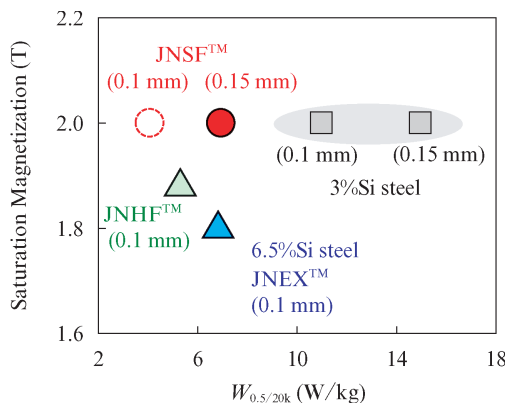 Saturation Magnetization (T)
2.2
2.0
1.8
1.6
JNSF™
(0.1 mm) (0.15 mm)
(0.1 mm) (0.15 mm)
3%Si steel
JNHF™
(0.1 mm)
6.5%Si steel
JNEX™
(0.1 mm)
2 6 10 14 18
W0.5/20k (W/kg)